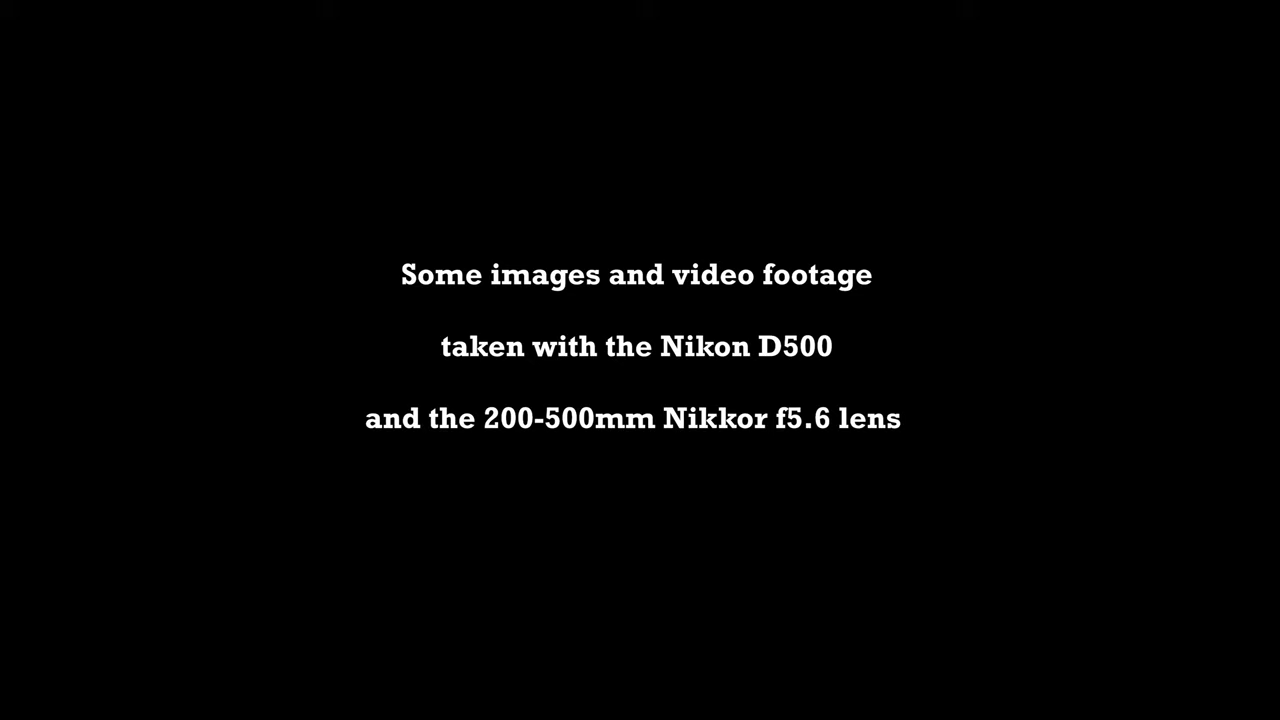 Some images and video footage
taken with the Nikon D500
and the 200-500mm Nikkor f5.6 lens